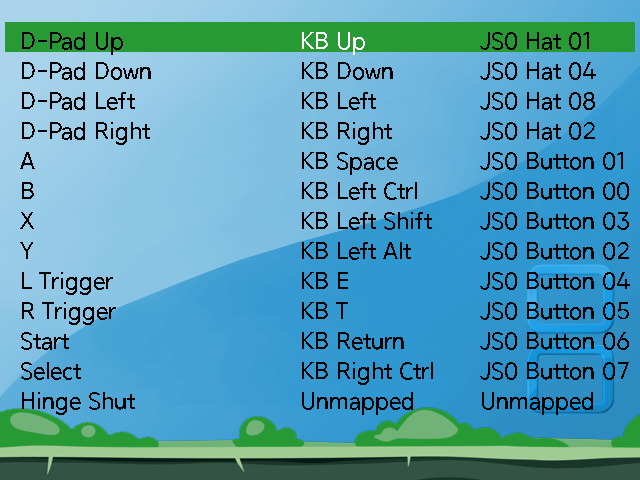 D-Pad Up KB Up JS0 Hat 01
D-Pad Down KB Down JS0 Hat 04
D-Pad Left KB Left JS0 Hat 08
D-Pad Right KB Right JS0 Hat 02
A KB Space JS0 Button 01
B KB Left Ctrl JS0 Button 00
X KB Left Shift JS0 Button 03
Y KB Left Alt JS0 Button 02
L Trigger KB E JS0 Button 04
R Trigger KB T JS0 Button 05
Start KB Return JS0 Button 06
Select KB Right Ctrl JS0 Button 07
Hinge Shut Unmapped Unmapped